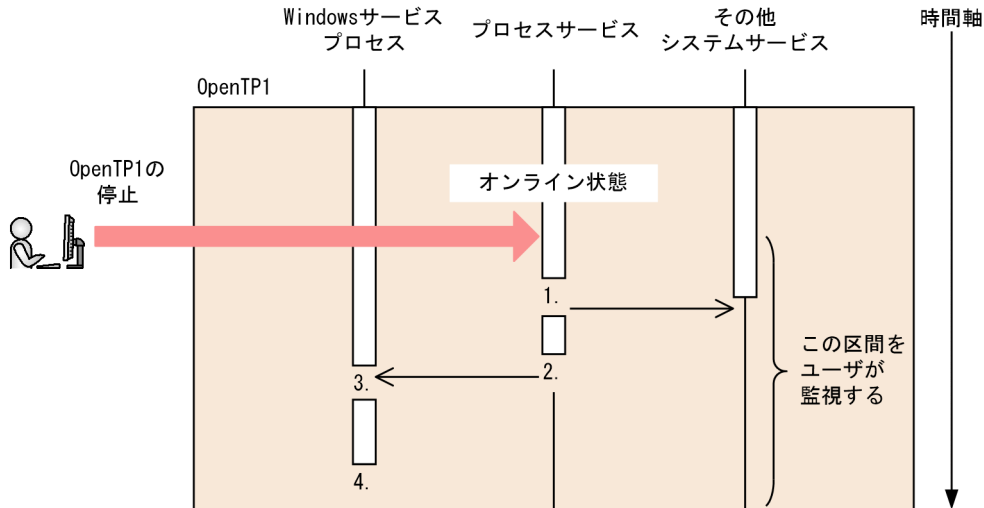 Windowsサービス
プロセス
プロセスサービス
その他
システムサービス
時間軸
OpenTP1
OpenTP1の
停止
オンライン状態
1.
2.
3.
4.
この区間を
ユーザが
監視する